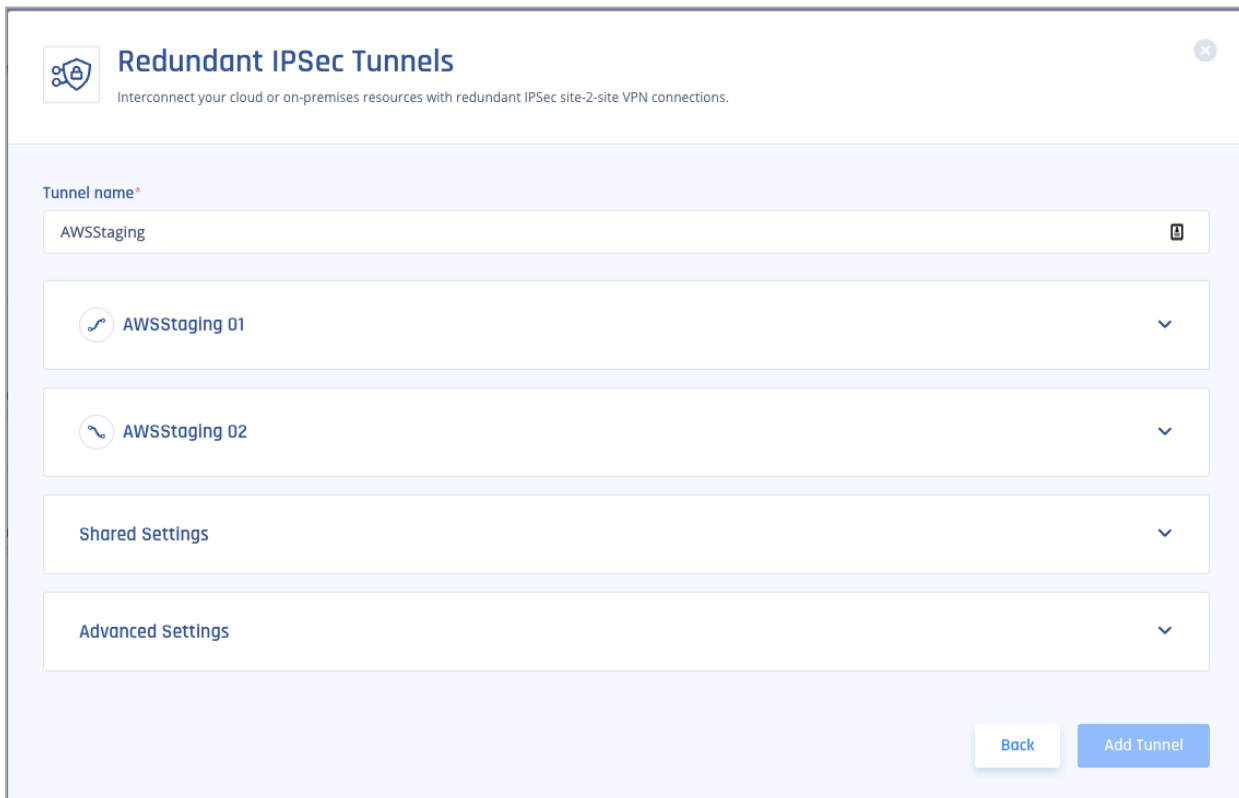 Redundant IPSec Tunnels
Interconnect your cloud or on-premises resources with redundant IPSec site-2-site VPN connections.
Tunnel name*
AWSStaging
AWSStaging 01
AWSStaging 02
Shared Settings
Advanced Settings
Back
Add Tunnel